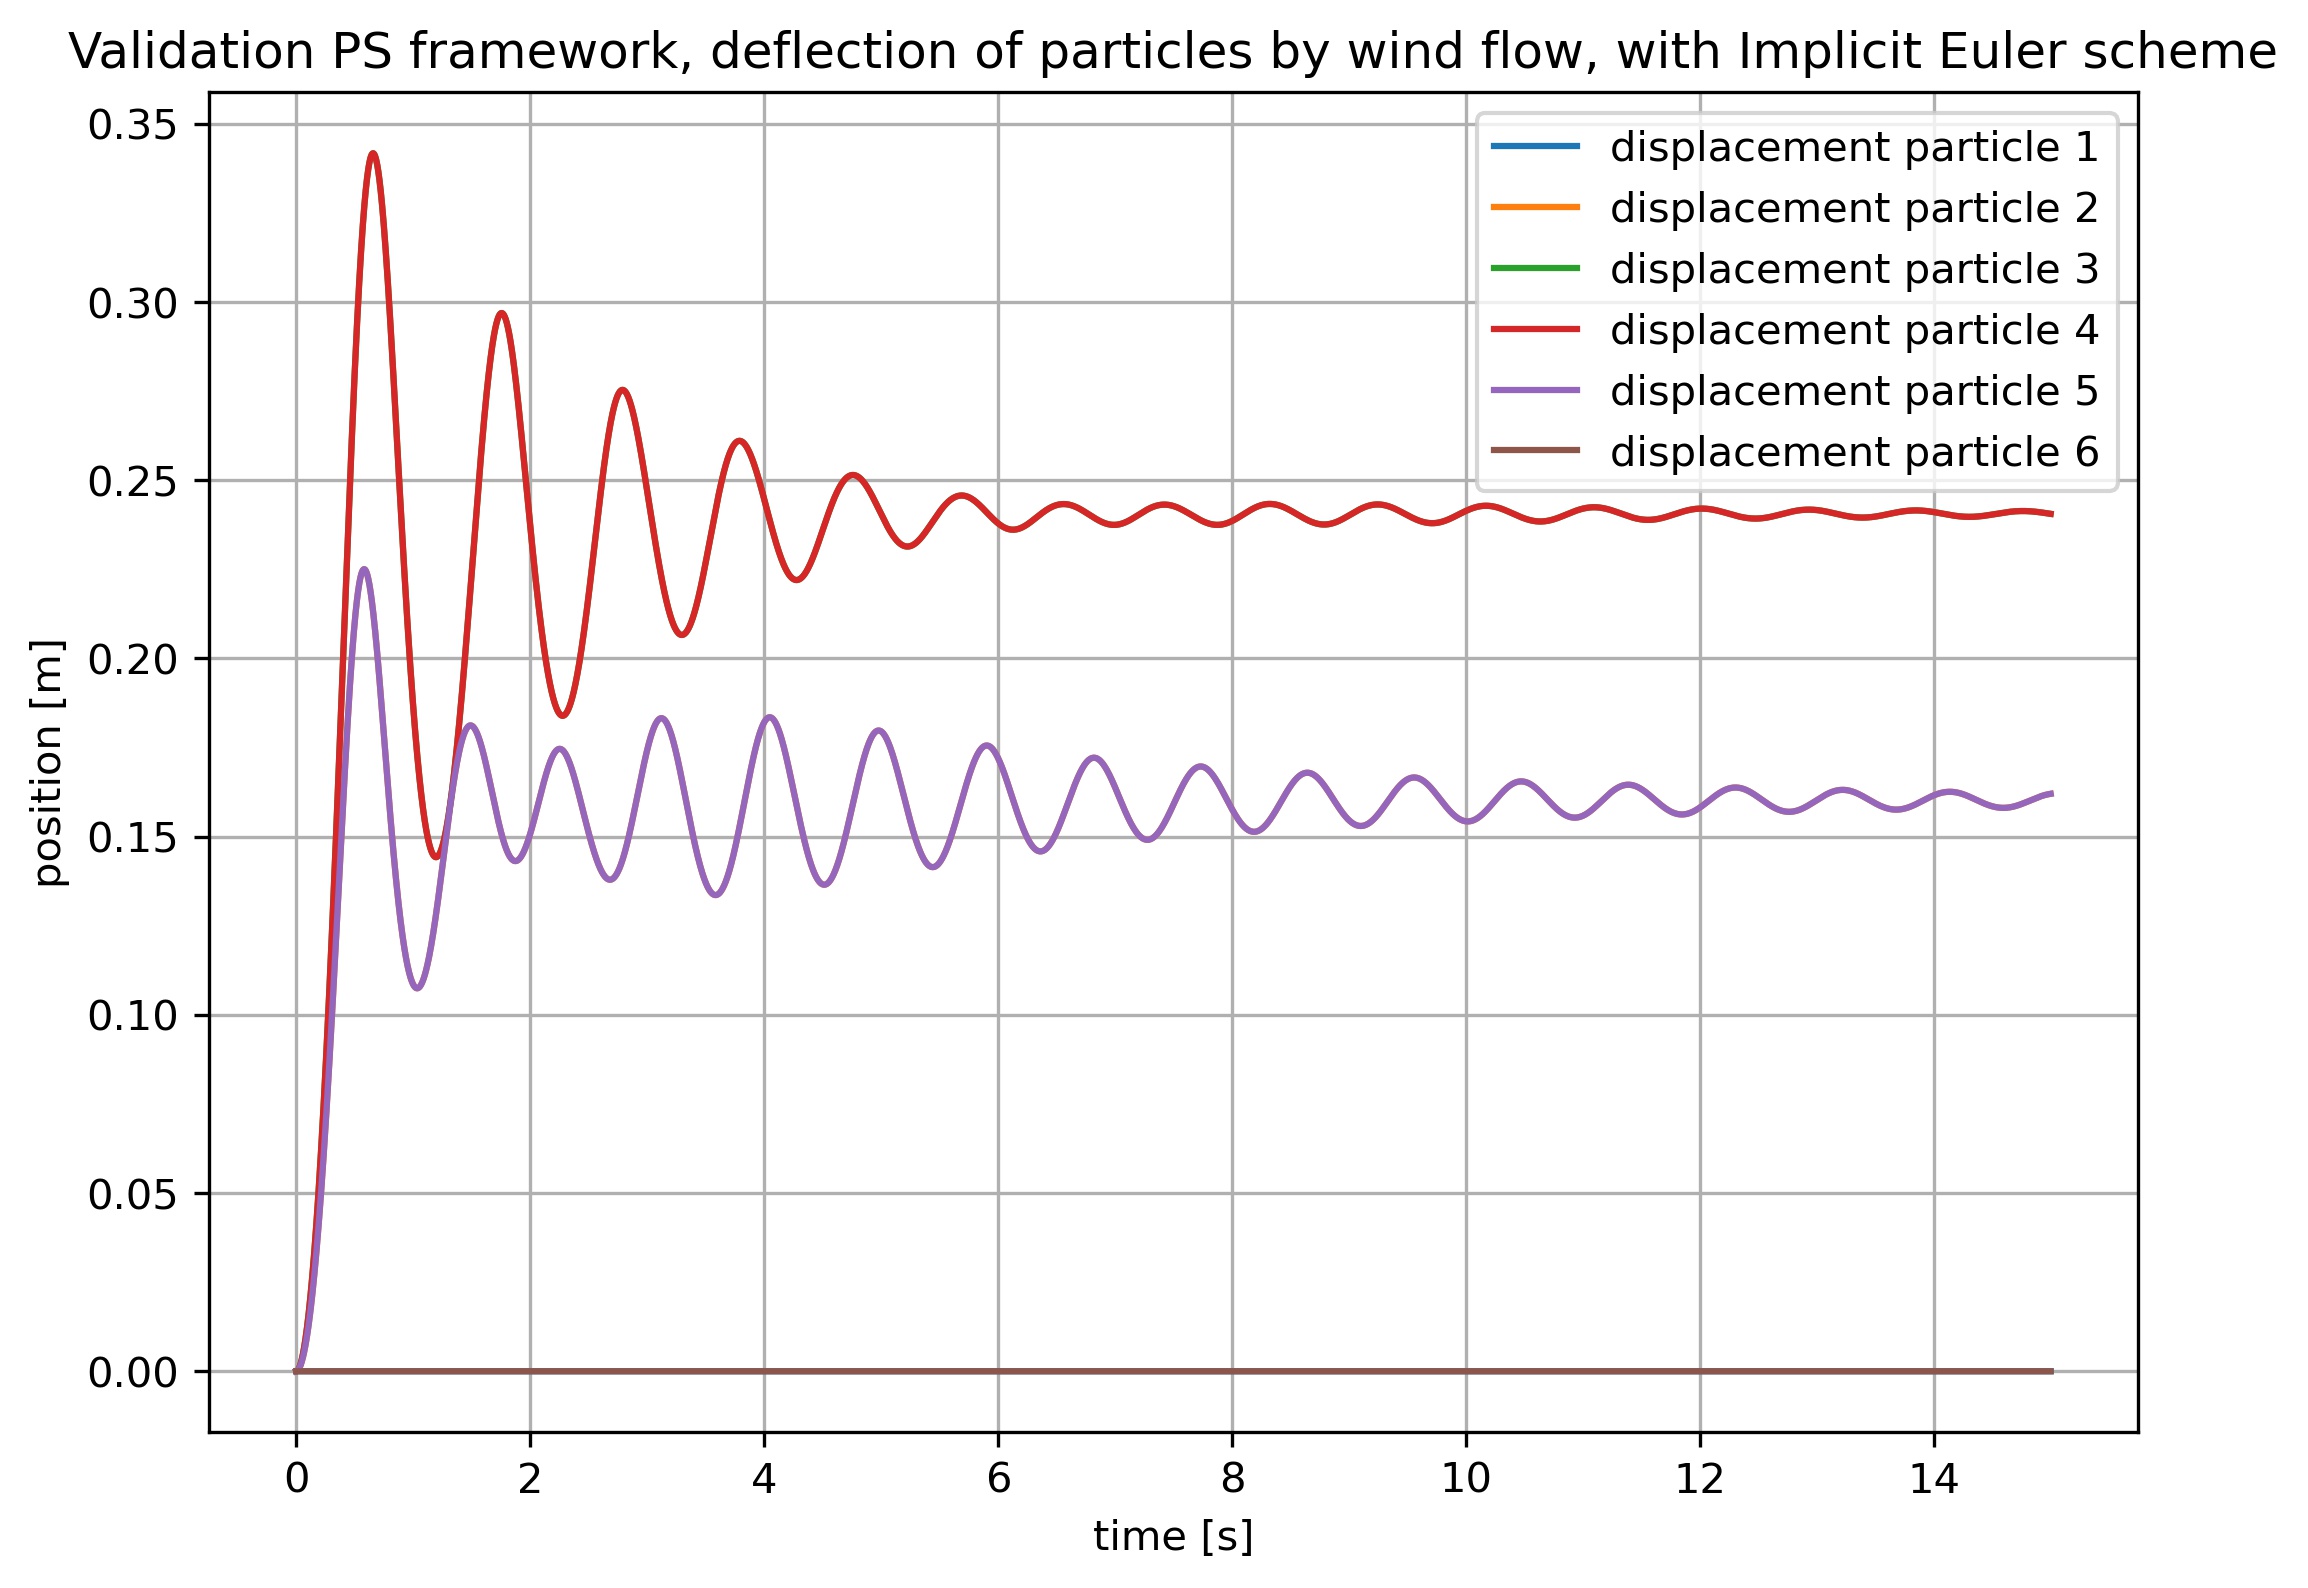 Validation PS framework, deflection of particles by wind flow, with Implicit Euler scheme
displacement particle 1
displacement particle 2
displacement particle 3
displacement particle 4
displacement particle 5
displacement particle 6
position [m]
0.35
0.30
0.25
0.20
0.15
0.10
0.05
0.00
0 2 4 6 8 10 12 14
time [s]